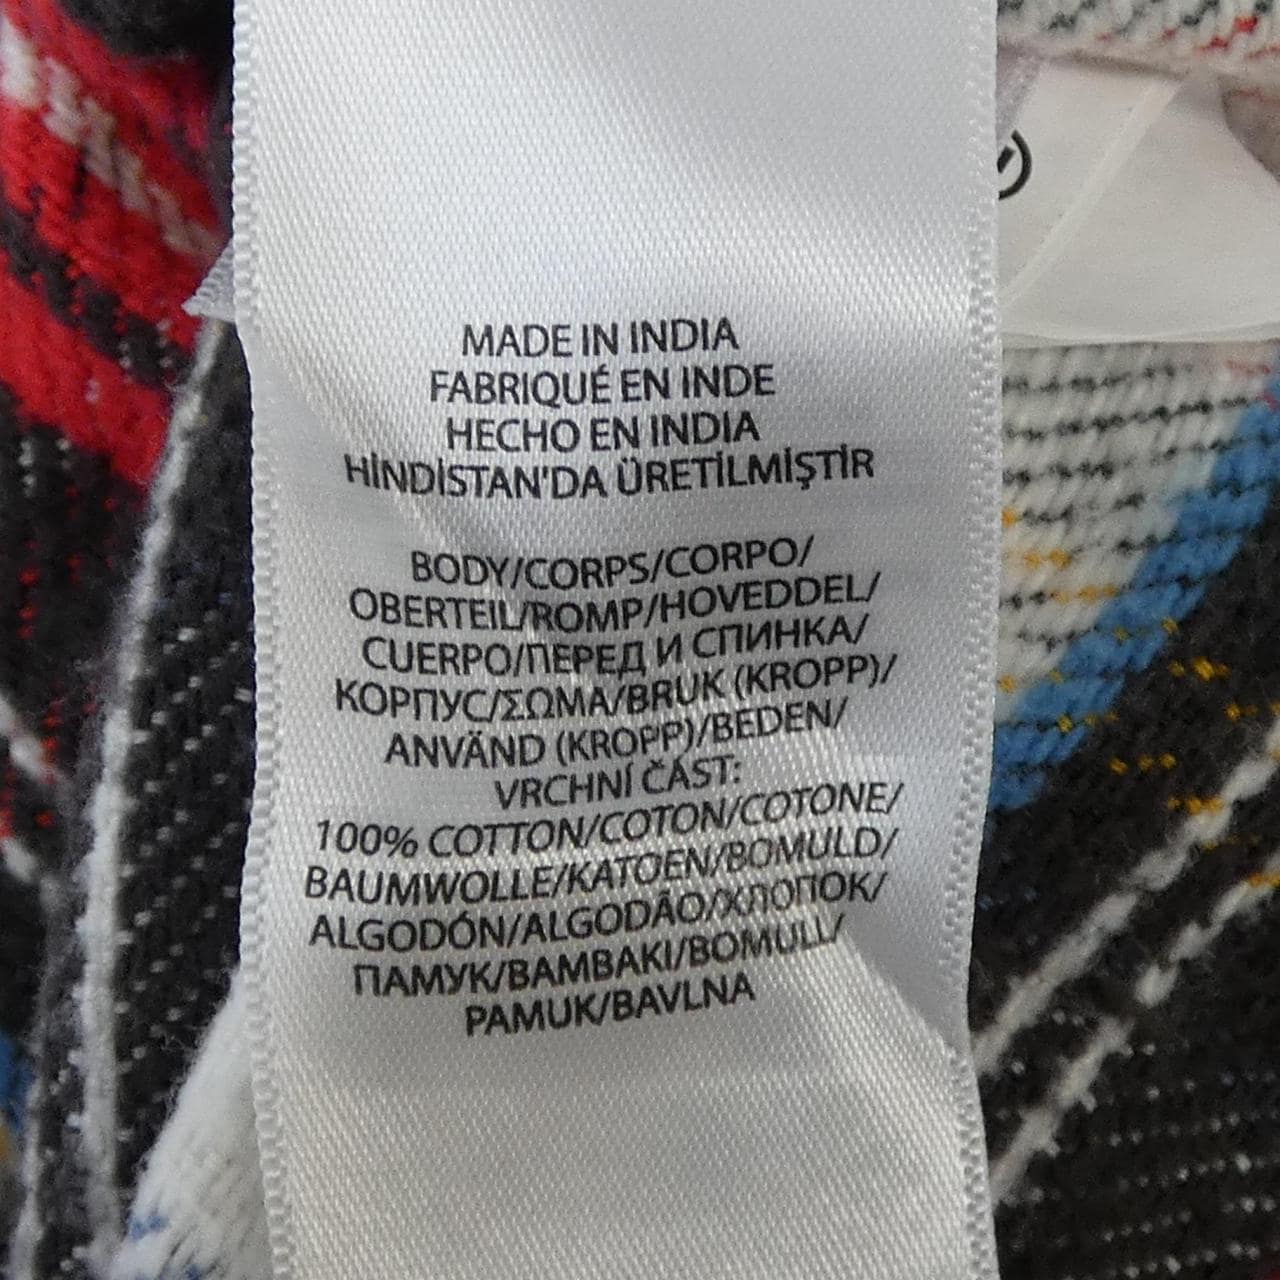 MADE IN INDIA
FABRIQUÉ EN INDE
HECHO EN INDIA
HİNDİSTAN'DA ÜRETİLMİŞTİR
BODY/CORPS/CORPO/
OBERTEIL/ROMP/HOVEDDEL/
CUERPO/ПЕРЕД И СПИНКА/
КОРПУС/ΣΩΜΑ/BRUK (KROPP)/
ANVÄND (KROPP)/BEDEN/
VRCHNÍ ČÁST:
100% COTTON/COTON/COTONE/
BAUMWOLLE/KATOEN/BOMULD/
ALGODÓN/ALGODÃO/ХЛОПОК/
ПАМУК/ΒΑΜΒΑΚΙ/BOMULL/
PAMUK/BAVLNA